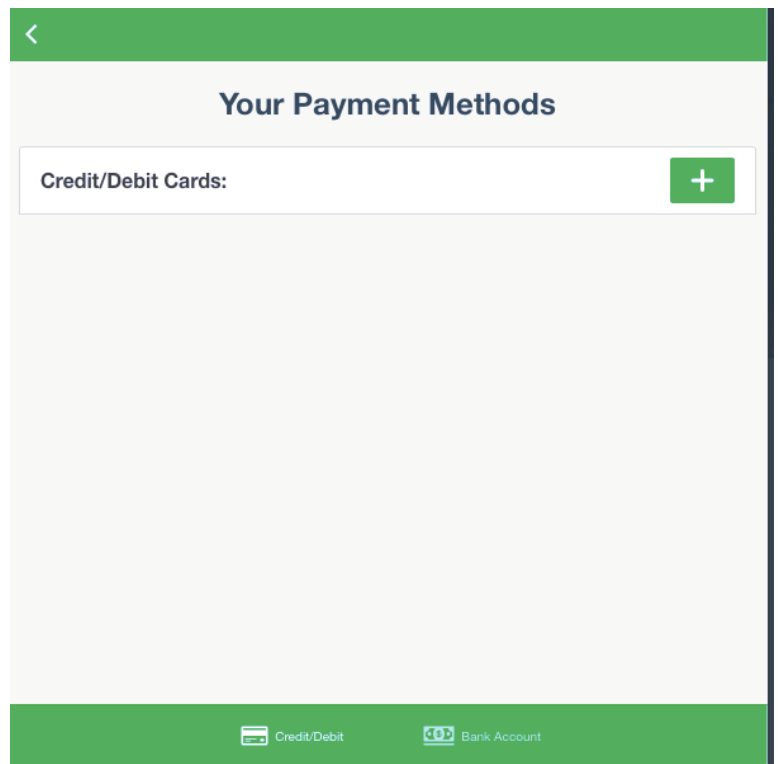 Your Payment Methods
Credit/Debit Cards:
Credit/Debit
Bank Account